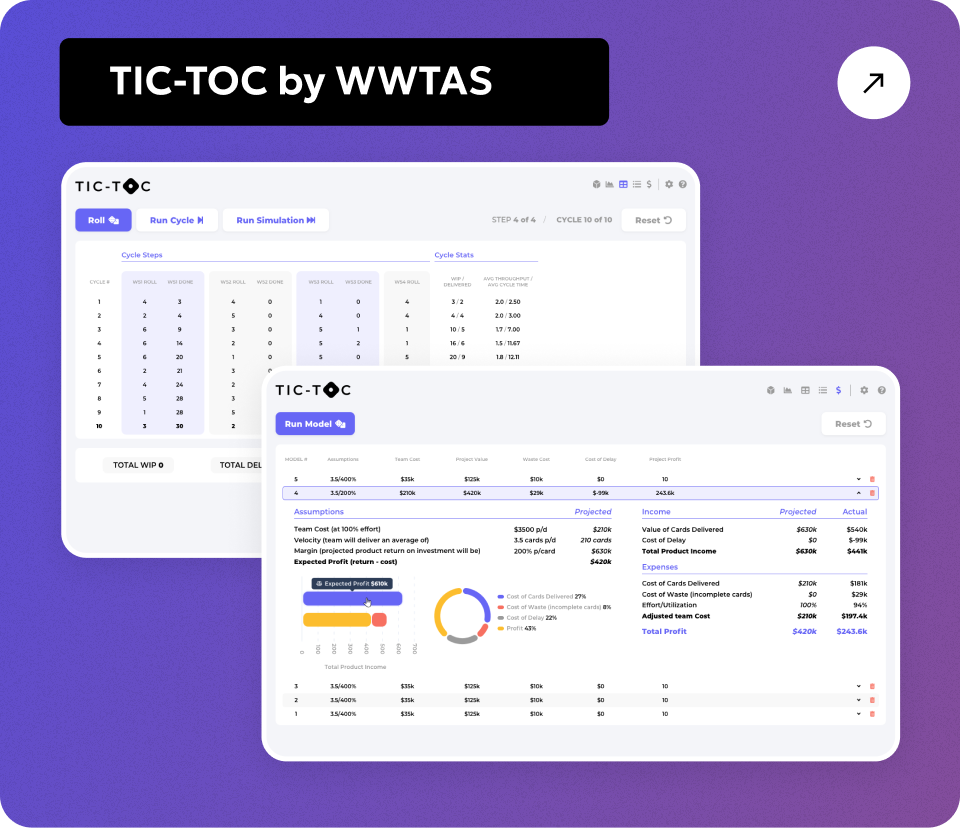 TIC-TOC by WWTAS
TIC-TOC
$
Roll Run Cycle Run Simulation STEP 4 of 4 / CYCLE 10 of 10 Reset
Cycle Steps Cycle Stats
CYCLE # WS1 ROLL WS1 DONE WS2 ROLL WS2 DONE WS3 ROLL WS3 DONE WS4 ROLL WIP / DELIVERED AVG THROUGHPUT / AVG CYCLE TIME
1 4 3 4 0 1 0 4 3 / 2 2.0 / 2.50
2 2 4 5 0 4 0 4 4 / 4 2.0 / 3.00
3 6 9 3 0 5 1 1 10 / 5 1.7 / 7.00
4 6 14 2 0 5 2 1 16 / 6 1.5 / 11.67
5 6 20 1 0 5 0 5 20 / 9 1.8 / 12.11
6 2 21 3
7 4 24 2
8 5 28 3
9 1 28 5
10 3 30 2
TOTAL WIP 0 TOTAL DEL
TIC-TOC
$
Run Model Reset
MODEL # Assumptions Team Cost Project Value Waste Cost Cost of Delay Project Profit
5 3.5/400% $35k $125k $10k $0 10
4 3.5/200% $210k $420k $29k $-99k 243.6k
Assumptions Projected
Team Cost (at 100% effort) $3500 p/d $210k
Velocity (team will deliver an average of) 3.5 cards p/d 210 cards
Margin (projected product return on investment will be) 200% p/card $630k
Expected Profit (return - cost) $420k
Income Projected Actual
Value of Cards Delivered $630k $540k
Cost of Delay $0 $-99k
Total Product Income $630k $441k
Expenses
Cost of Cards Delivered $210k $181k
Cost of Waste (incomplete cards) $0 $29k
Effort/Utilization 100% 94%
Adjusted team Cost $210k $197.4k
Total Profit $420k $243.6k
Expected Profit $610k
0 100 200 300 400 500 600 700
Total Product Income
Cost of Cards Delivered 27%
Cost of Waste (incomplete cards) 8%
Cost of Delay 22%
Profit 43%
3 3.5/400% $35k $125k $10k $0 10
2 3.5/400% $35k $125k $10k $0 10
1 3.5/400% $35k $125k $10k $0 10